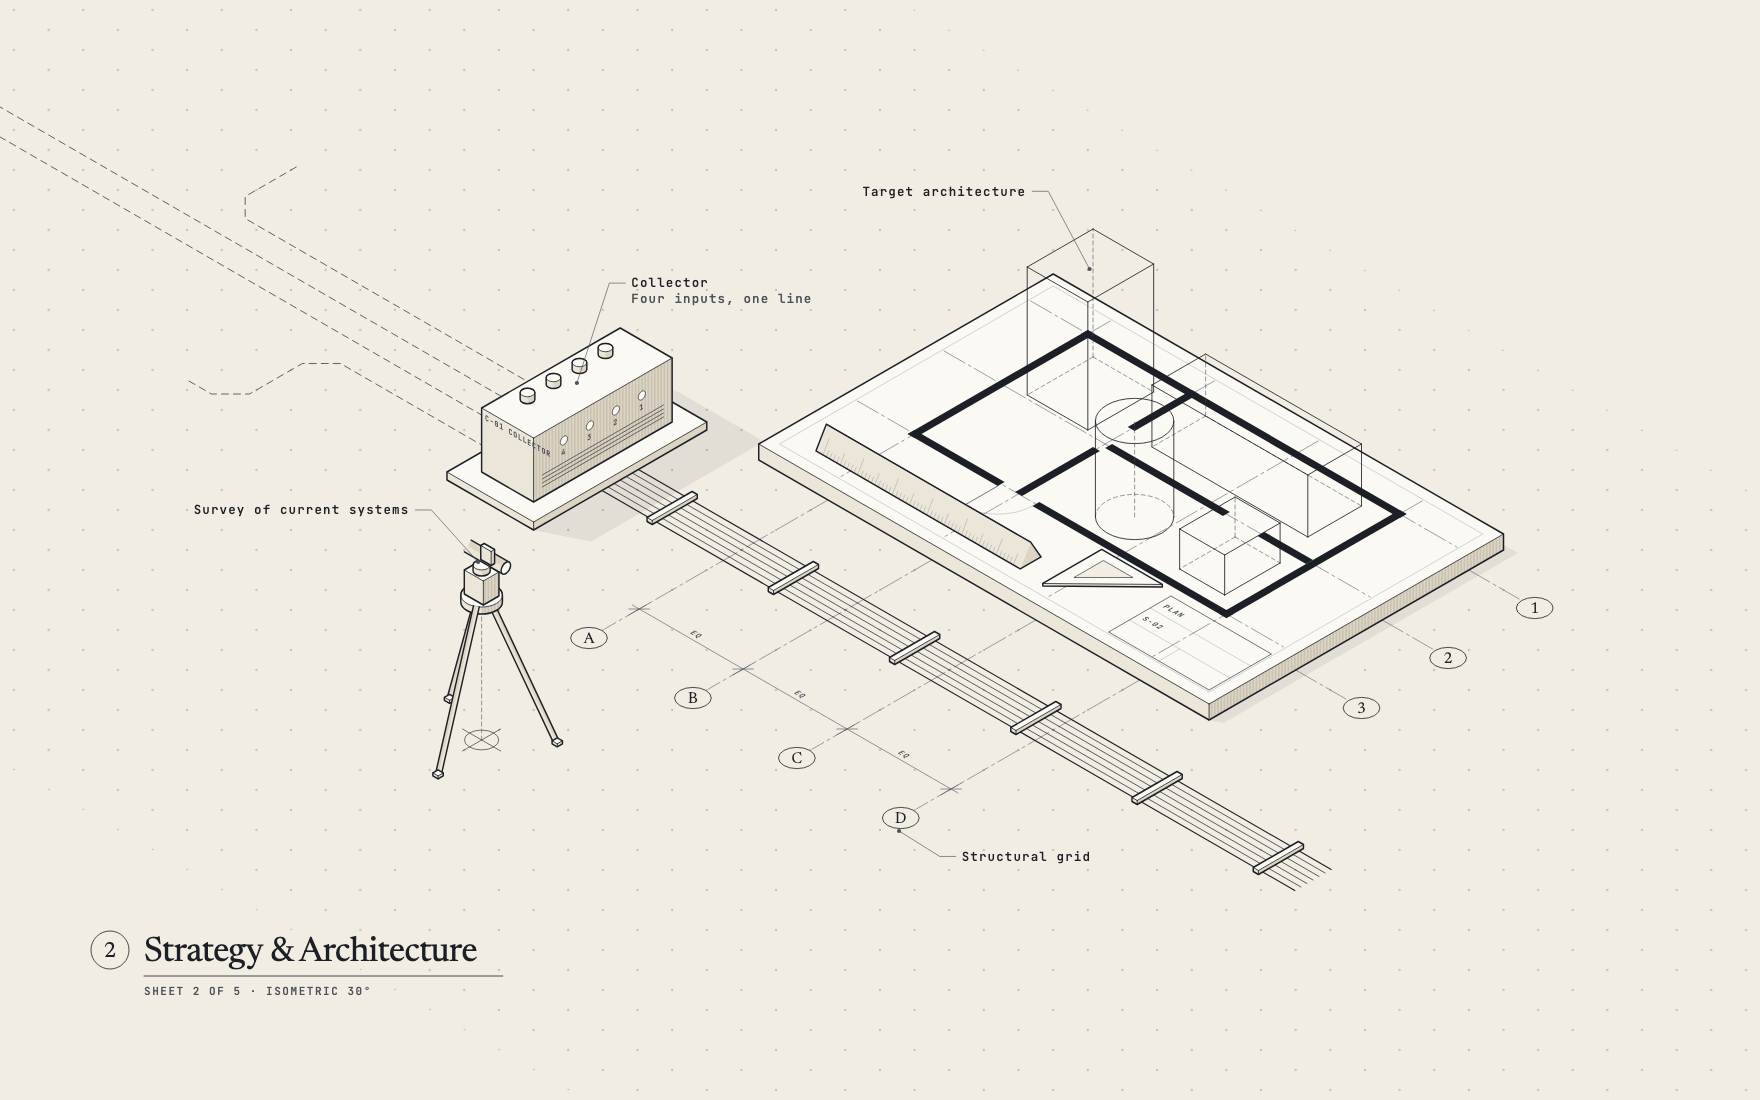 Target architecture
Collector
Four inputs, one line
C-01 COLLECTOR
4
3
2
1
Survey of current systems
A
B
C
D
EQ
EQ
EQ
PLAN
S-02
1
2
3
Structural grid
2
Strategy & Architecture
SHEET 2 OF 5 · ISOMETRIC 30°